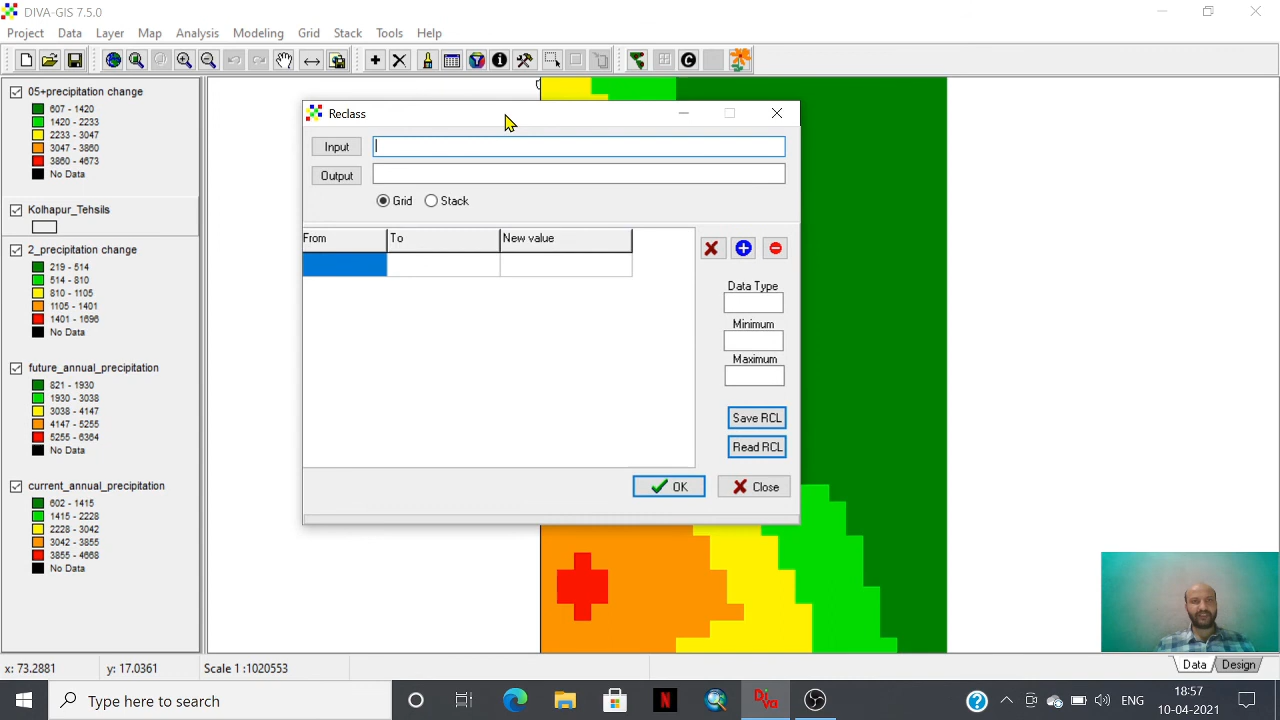 DIVA-GIS 7.5.0
Project Data Layer Map Analysis Modeling Grid Stack Tools Help
05+precipitation change
607 - 1420
1420 - 2233
2233 - 3047
3047 - 3860
3860 - 4673
No Data
Kolhapur_Tehsils
2_precipitation change
219 - 514
514 - 810
810 - 1105
1105 - 1401
1401 - 1696
No Data
future_annual_precipitation
821 - 1930
1930 - 3038
3038 - 4147
4147 - 5255
5255 - 6364
No Data
current_annual_precipitation
602 - 1415
1415 - 2228
2228 - 3042
3042 - 3855
3855 - 4668
No Data
Reclass
Input
Output
Grid Stack
From To New value
Data Type
Minimum
Maximum
Save RCL
Read RCL
OK Close
x: 73.2881 y: 17.0361 Scale 1 :1020553
Data Design
Type here to search
ENG
18:57
10-04-2021